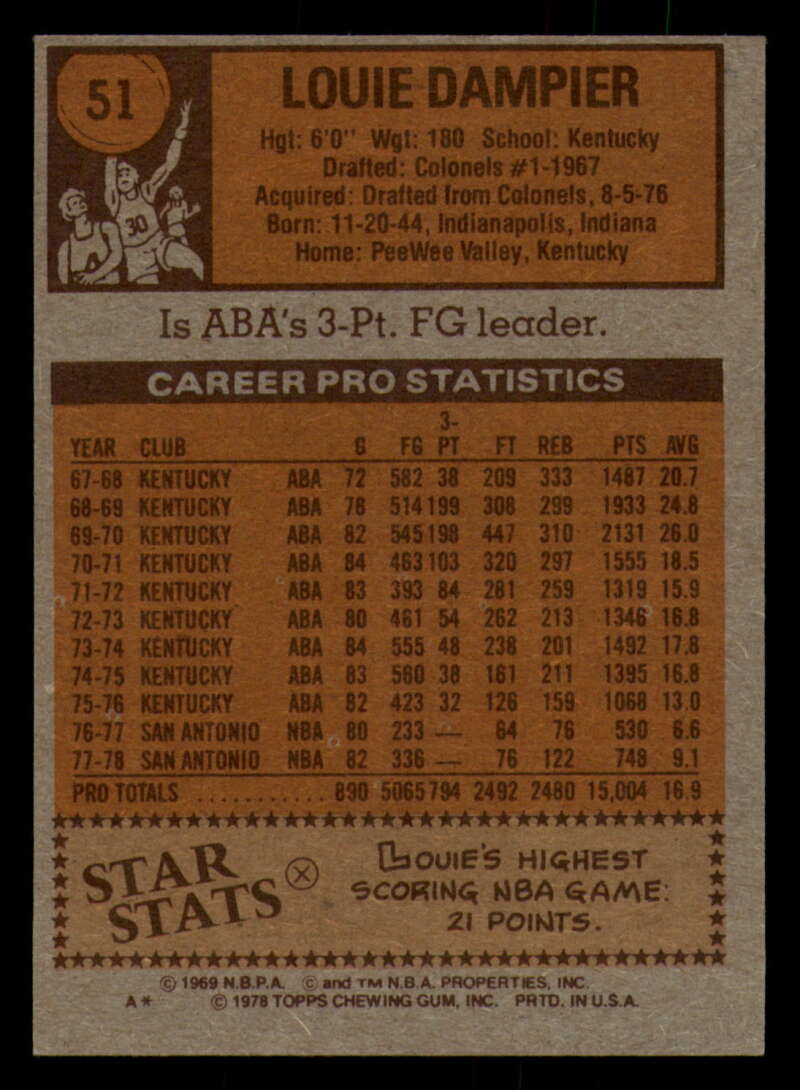 51
30
LOUIE DAMPIER
Hgt: 6'0" Wgt: 180 School: Kentucky
Drafted: Colonels #1-1967
Acquired: Drafted from Colonels, 8-5-76
Born: 11-20-44, Indianapolis, Indiana
Home: PeeWee Valley, Kentucky
Is ABA's 3-Pt. FG leader.
CAREER PRO STATISTICS
YEAR CLUB G FG 3-PT FT REB PTS AVG
67-68 KENTUCKY ABA 72 582 38 209 333 1487 20.7
68-69 KENTUCKY ABA 78 514 199 308 299 1933 24.8
69-70 KENTUCKY ABA 82 545 198 447 310 2131 26.0
70-71 KENTUCKY ABA 84 463 103 320 297 1555 18.5
71-72 KENTUCKY ABA 83 393 84 281 259 1319 15.9
72-73 KENTUCKY ABA 80 461 54 262 213 1346 16.8
73-74 KENTUCKY ABA 84 555 48 238 201 1492 17.8
74-75 KENTUCKY ABA 83 560 38 161 211 1395 16.8
75-76 KENTUCKY ABA 82 423 32 126 159 1068 13.0
76-77 SAN ANTONIO NBA 80 233 — 64 76 530 6.6
77-78 SAN ANTONIO NBA 82 336 — 76 122 748 9.1
PRO TOTALS ........... 890 5065 794 2492 2480 15,004 16.9
STAR STATS
LOUIE'S HIGHEST
SCORING NBA GAME:
21 POINTS.
© 1969 N.B.P.A. © and TM N.B.A. PROPERTIES, INC.
A* © 1978 TOPPS CHEWING GUM, INC. PRTD. IN U.S.A.